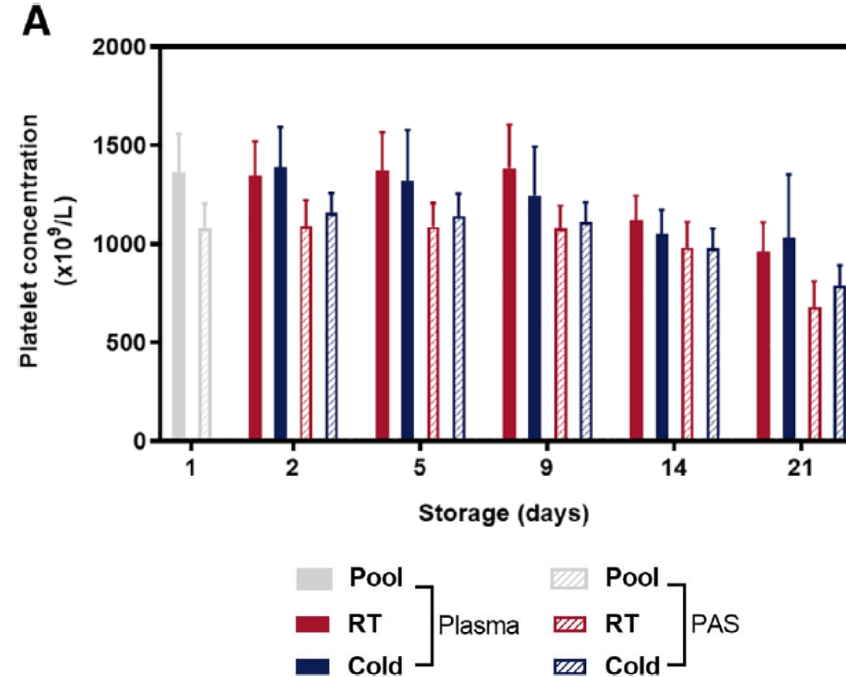 A
Platelet concentration
(x10⁹/L)
2000
1500
1000
500
0
1 2 5 9 14 21
Storage (days)
Pool Pool
RT Plasma RT PAS
Cold Cold